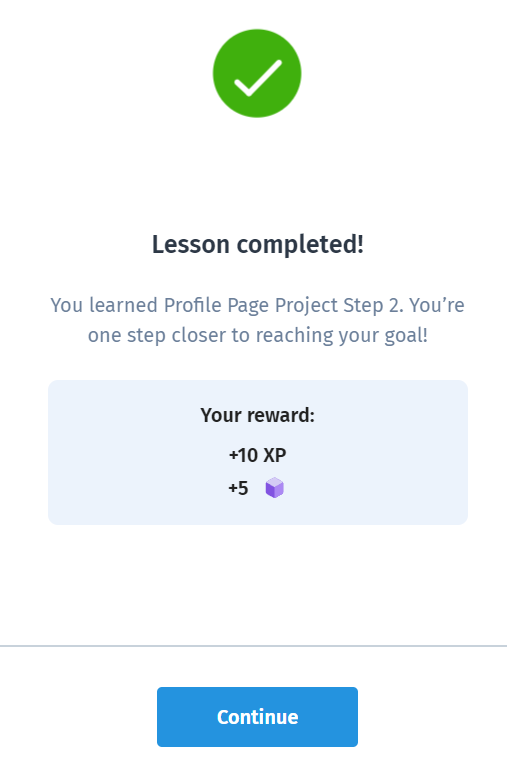 Lesson completed!
You learned Profile Page Project Step 2. You’re
one step closer to reaching your goal!
Your reward:
+10 XP
+5
Continue